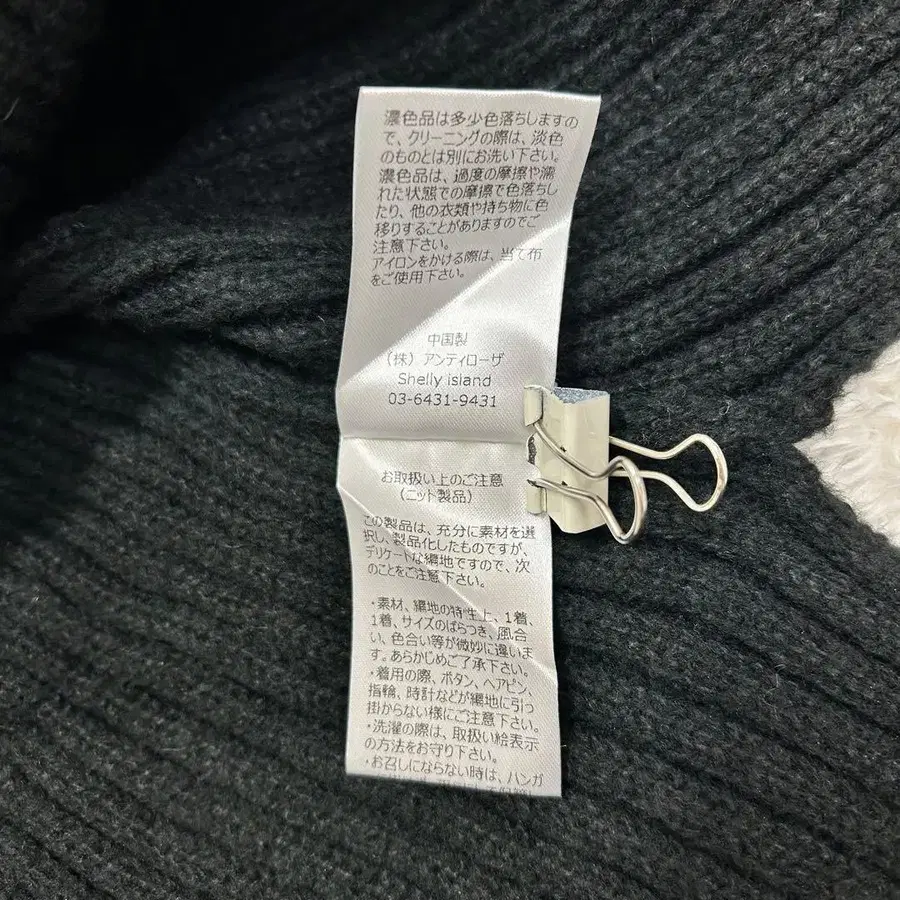 濃色品は多少色落ちしますの
で、クリーニングの際は、淡色
のものとは別にお洗い下さい。
濃色品は、過度の摩擦や濡
れた状態での摩擦で色落ちし
たり、他の衣類や持ち物に色
移りすることがありますのでご
注意下さい。
アイロンをかける際は、当て布
をご使用下さい。
中国製
（株）アンティローザ
Shelly island
03-6431-9431
お取扱い上のご注意
（ニット製品）
この製品は、充分に素材を選
択し、製品化したものですが、
デリケートな編地ですので、次
のことをご注意下さい。
・素材、編地の特性上、1着、
1着、サイズのばらつき、風合
い、色合い等が微妙に違いま
す。あらかじめご了承下さい。
・着用の際、ボタン、ヘアピン、
指輪、時計などが編地に引っ
掛からない様にご注意下さい。
・洗濯の際は、取扱い絵表示
の方法をお守り下さい。
・お召しにならない時は、ハンガ